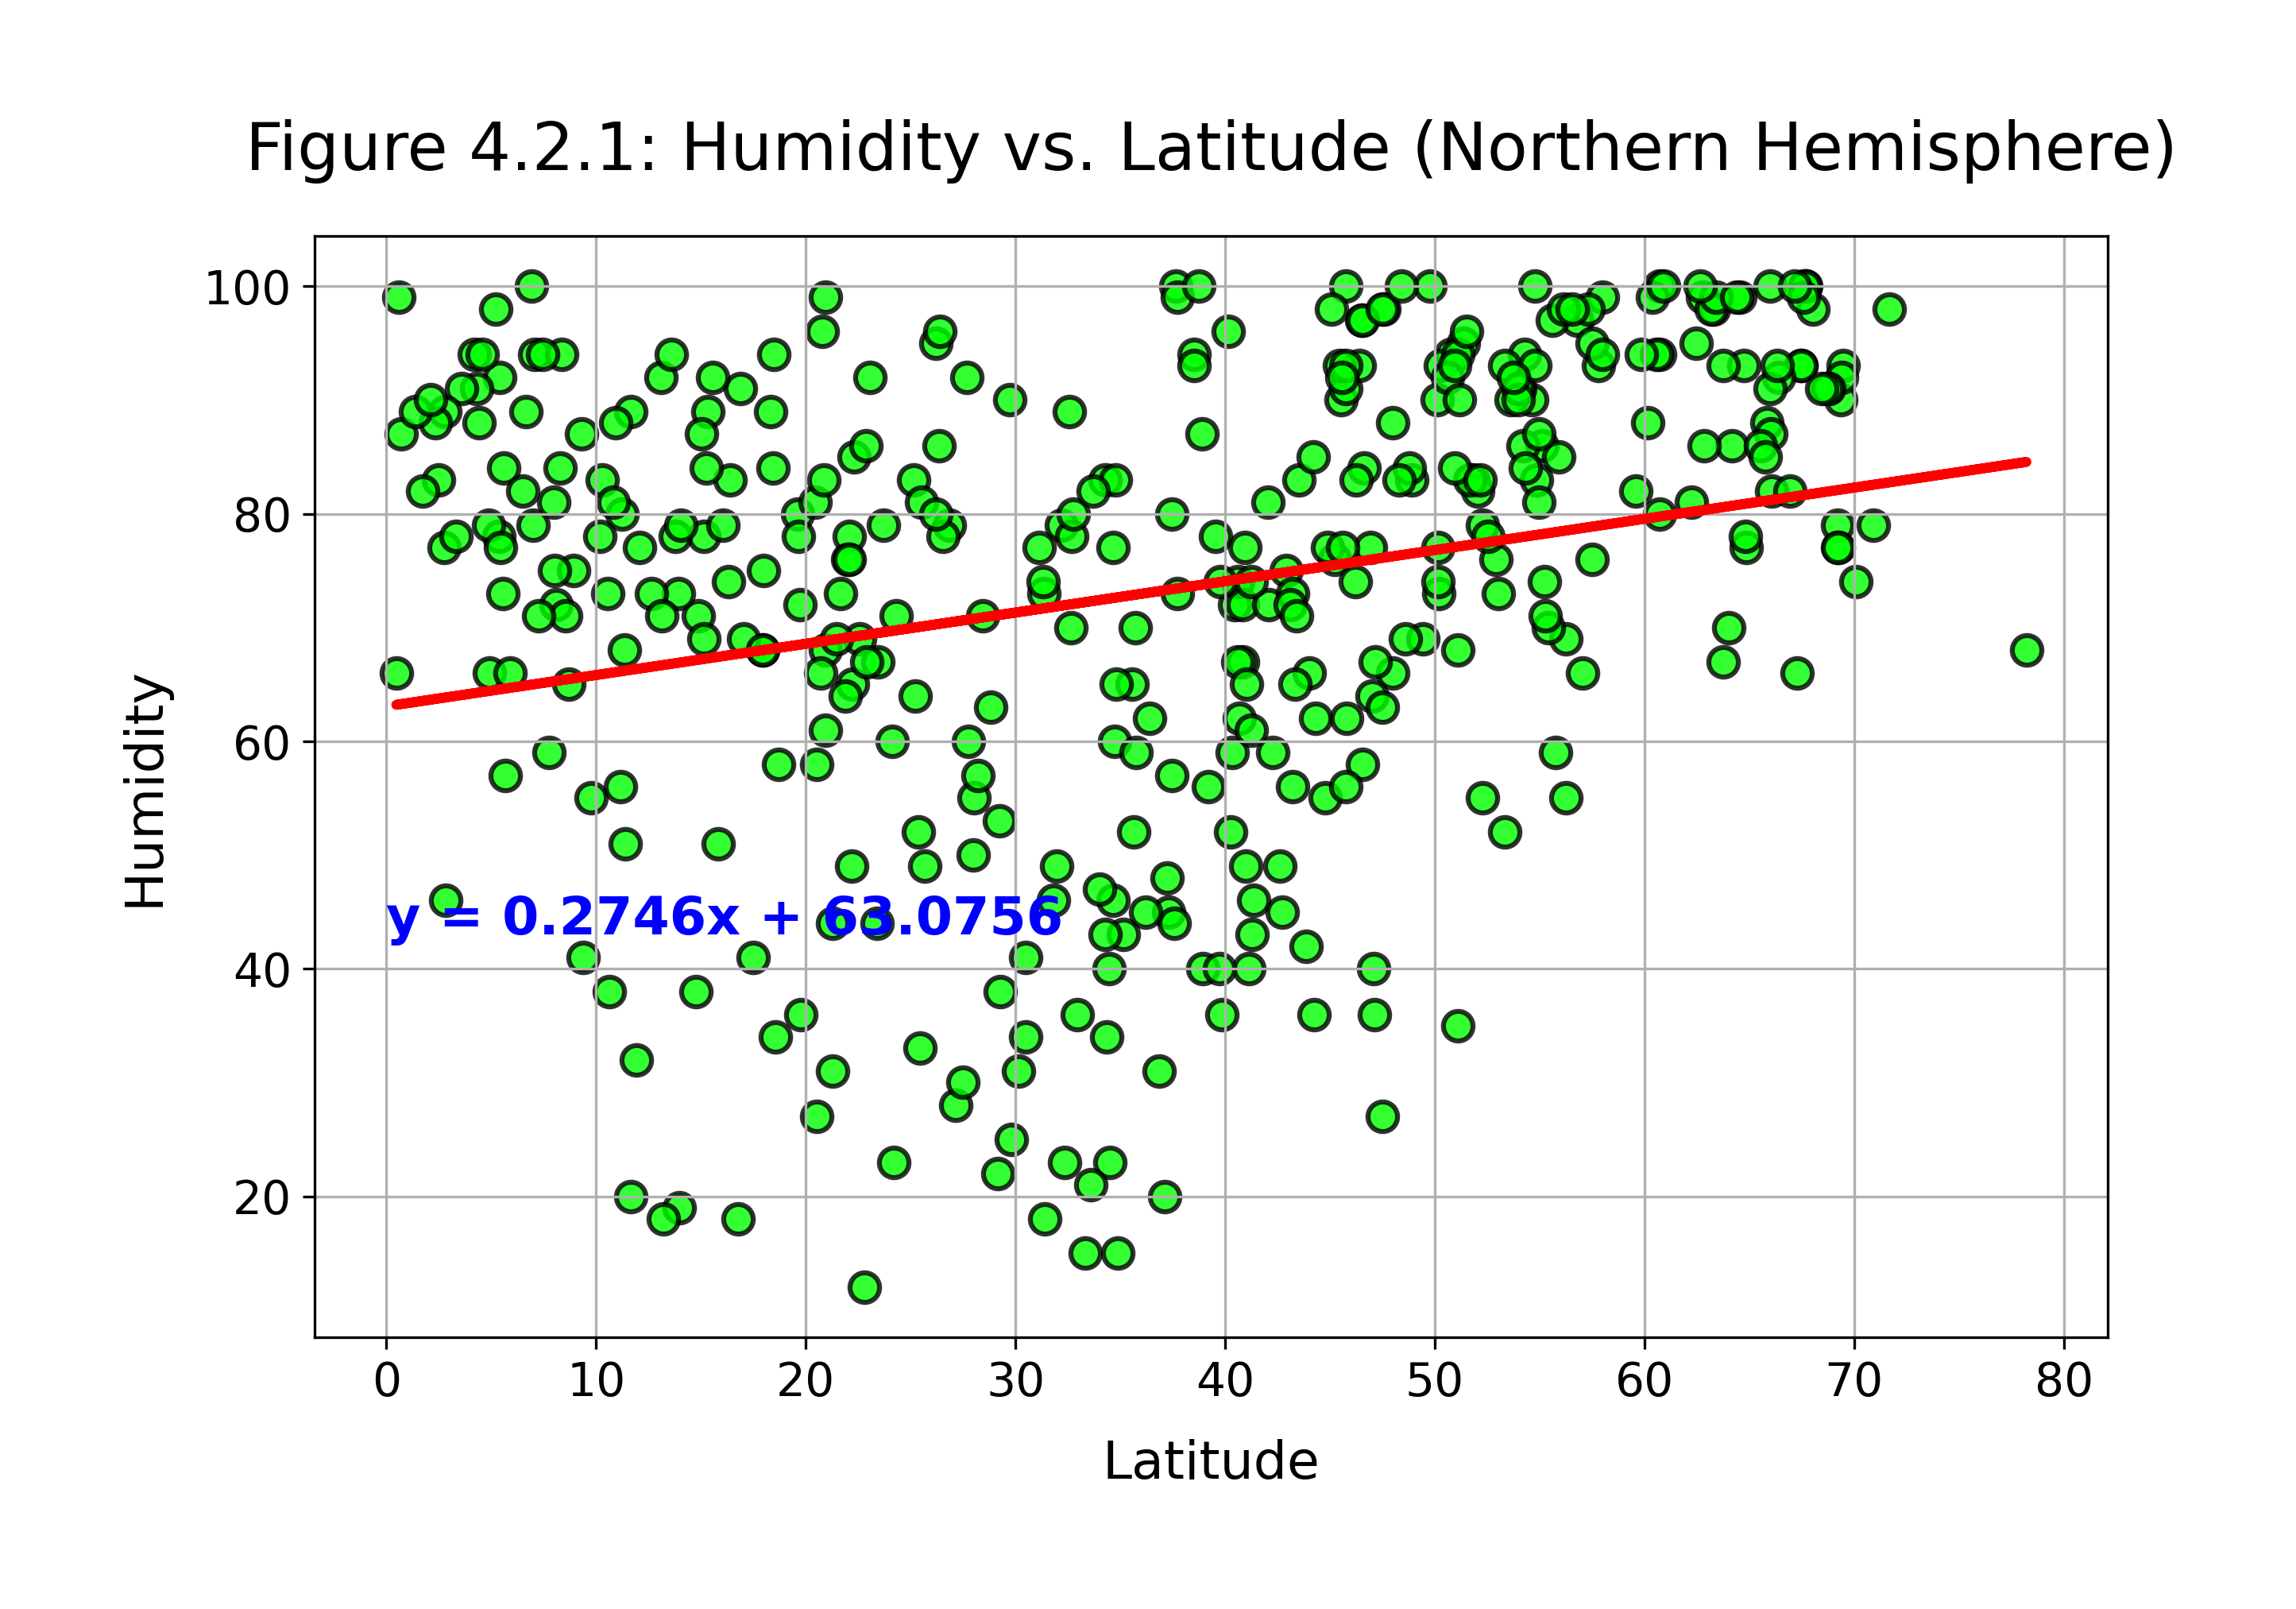 Figure 4.2.1: Humidity vs. Latitude (Northern Hemisphere)
100
80
60
40
20
Humidity
y = 0.2746x + 63.0756
0 10 20 30 40 50 60 70 80
Latitude